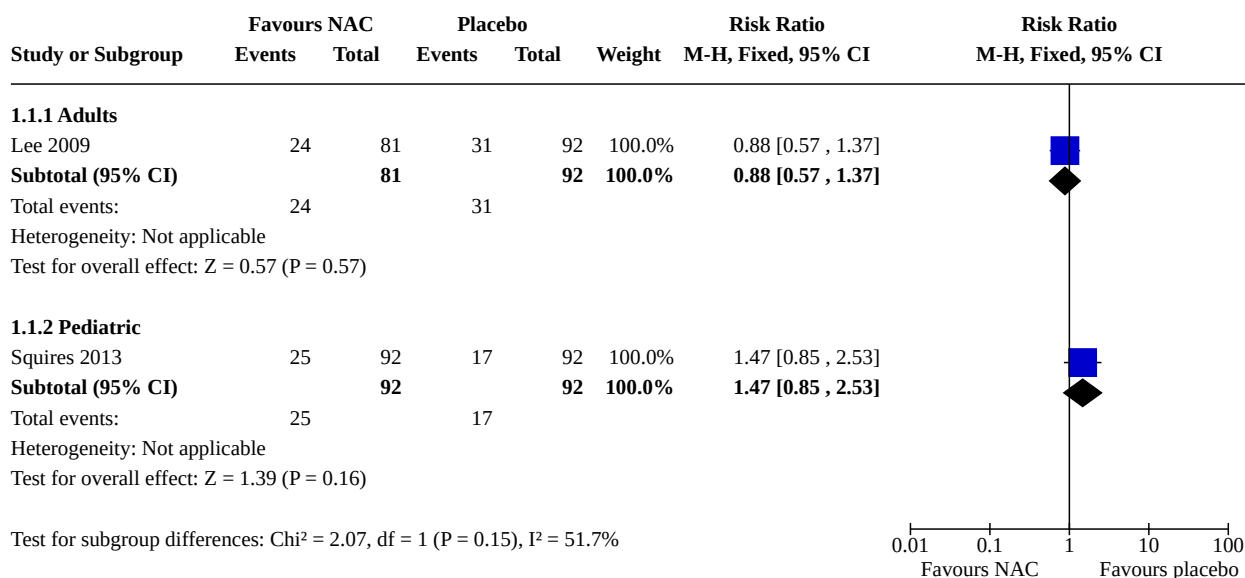 Favours NAC Placebo Risk Ratio Risk Ratio
Study or Subgroup Events Total Events Total Weight M-H, Fixed, 95% CI M-H, Fixed, 95% CI
1.1.1 Adults
Lee 2009 24 81 31 92 100.0% 0.88 [0.57 , 1.37]
Subtotal (95% CI) 81 92 100.0% 0.88 [0.57 , 1.37]
Total events: 24 31
Heterogeneity: Not applicable
Test for overall effect: Z = 0.57 (P = 0.57)
1.1.2 Pediatric
Squires 2013 25 92 17 92 100.0% 1.47 [0.85 , 2.53]
Subtotal (95% CI) 92 92 100.0% 1.47 [0.85 , 2.53]
Total events: 25 17
Heterogeneity: Not applicable
Test for overall effect: Z = 1.39 (P = 0.16)
Test for subgroup differences: Chi² = 2.07, df = 1 (P = 0.15), I² = 51.7%
0.01 0.1 1 10 100
Favours NAC Favours placebo